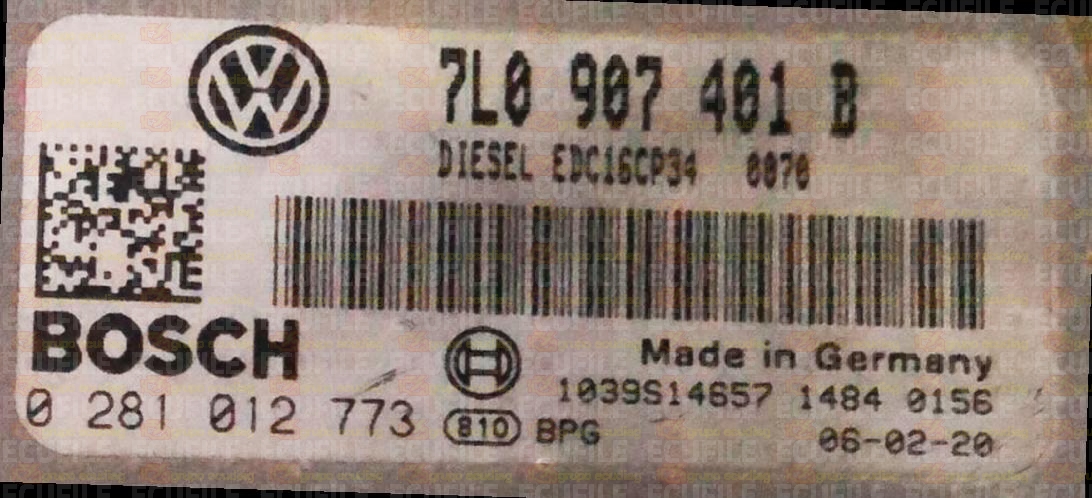 7L0 907 401 B
DIESEL EDC16CP34 0070
BOSCH
Made in Germany
0 281 012 773
1039S14657 1484 0156
810 BPG
06-02-20
ECUFILE